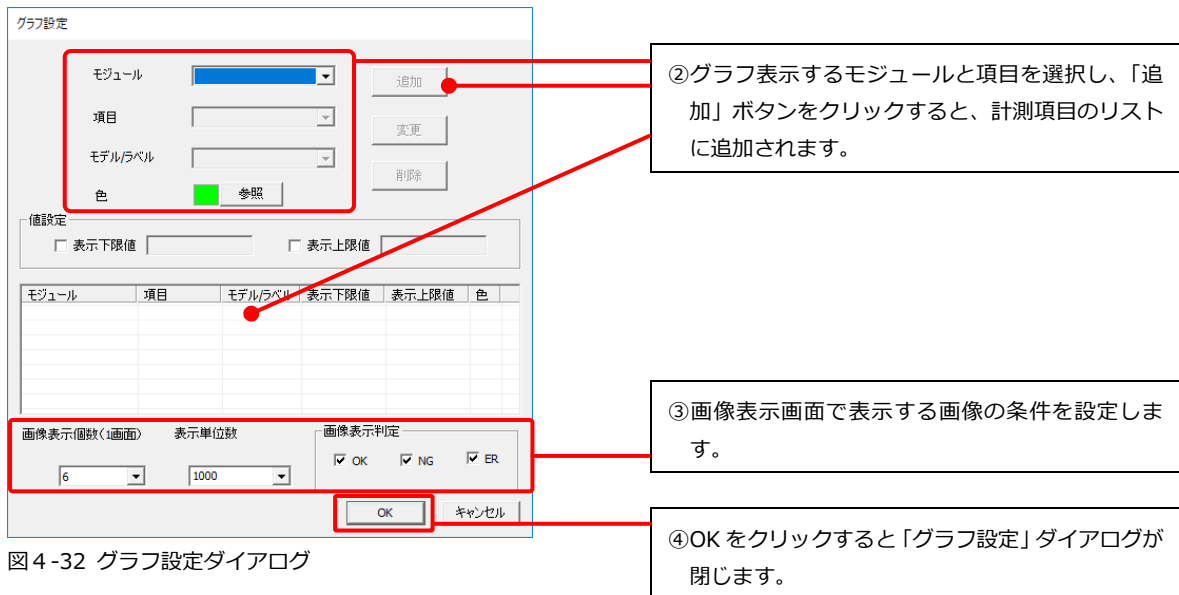 グラフ設定
モジュール
追加
項目
変更
モデル/ラベル
削除
色
参照
値設定
表示下限値
表示上限値
モジュール 項目 モデル/ラベル 表示下限値 表示上限値 色
画像表示個数(1画面)
表示単位数
画像表示判定
6
1000
OK
NG
ER
OK
キャンセル
②グラフ表示するモジュールと項目を選択し、「追
加」ボタンをクリックすると、計測項目のリスト
に追加されます。
③画像表示画面で表示する画像の条件を設定しま
す。
④OK をクリックすると「グラフ設定」ダイアログが
閉じます。
図4-32 グラフ設定ダイアログ